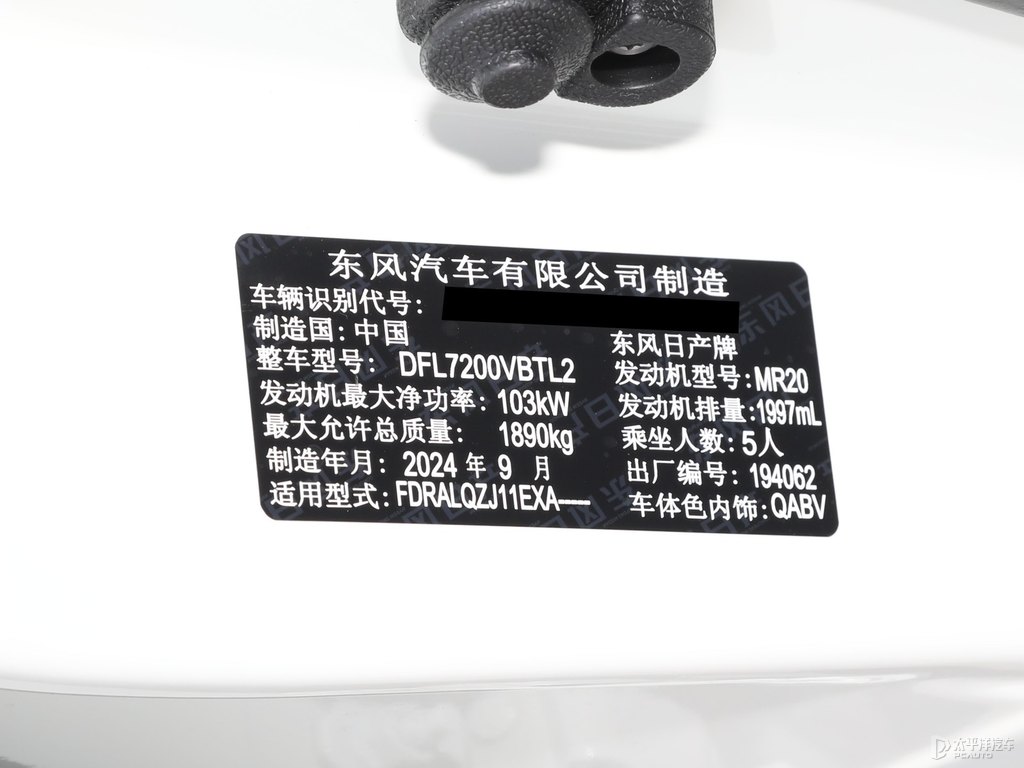 东风汽车有限公司制造
车辆识别代号:
制造国:中国 东风日产牌
整车型号: DFL7200VBTL2 发动机型号:MR20
发动机最大净功率:103kW 发动机排量:1997mL
最大允许总质量: 1890kg 乘坐人数:5人
制造年月: 2024 年 9 月 出厂编号: 194062
适用型式:FDRALQZJ11EXA----- 车体色内饰:QABV
太平洋汽车
PCAUTO